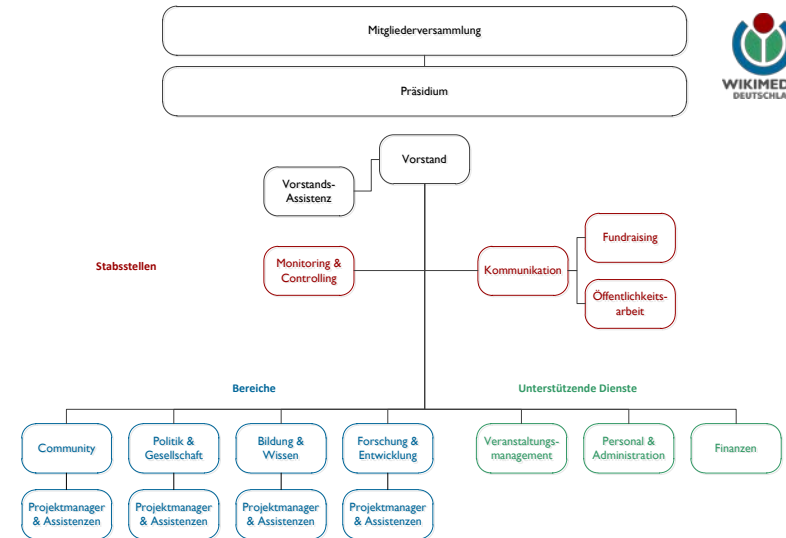 Mitgliederversammlung
Präsidium
WIKIMED
DEUTSCHLA
Vorstand
Vorstands-
Assistenz
Stabsstellen
Monitoring &
Controlling
Kommunikation
Fundraising
Öffentlichkeits-
arbeit
Bereiche
Unterstützende Dienste
Community
Politik &
Gesellschaft
Bildung &
Wissen
Forschung &
Entwicklung
Veranstaltungs-
management
Personal &
Administration
Finanzen
Projektmanager
& Assistenzen
Projektmanager
& Assistenzen
Projektmanager
& Assistenzen
Projektmanager
& Assistenzen